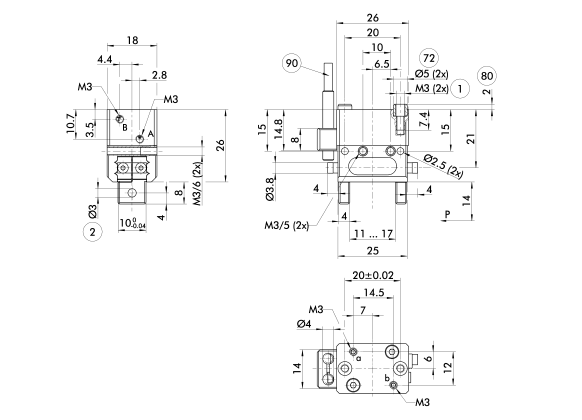 18
4.4
2.8
M3
M3
B
A
10.7
3.5
26
M3/6 (2x)
Ø3
8
4
2
10 0 -0.04
26
20
10
6.5
72
Ø5 (2x)
M3 (2x)
1
80
2
90
15
14.8
8
7.4
15
21
Ø2.5 (2x)
Ø3.8
4
4
14
P
M3/5 (2x)
4
11 ... 17
25
20±0.02
14.5
M3
7
Ø4
a
14
6
12
b
M3